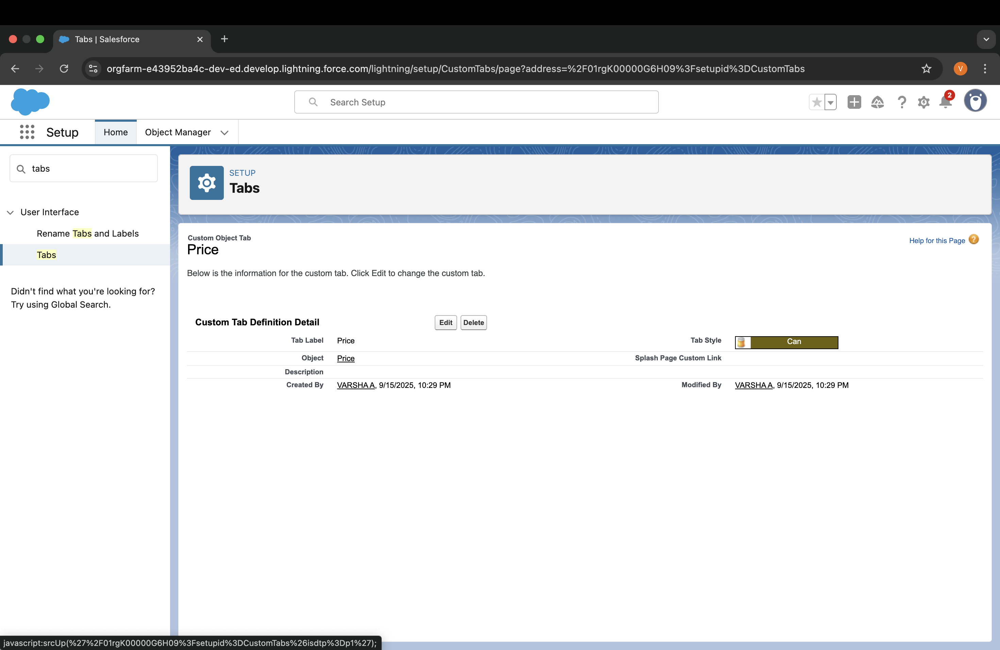 Tabs | Salesforce
orgfarm-e43952ba4c-dev-ed.develop.lightning.force.com/lightning/setup/CustomTabs/page?address=%2F01rgK00000G6H09%3Fsetupid%3DCustomTabs
V
Search Setup
2
Setup
Home
Object Manager
tabs
SETUP
Tabs
User Interface
Rename Tabs and Labels
Tabs
Didn't find what you're looking for?
Try using Global Search.
Custom Object Tab
Price
Help for this Page
Below is the information for the custom tab. Click Edit to change the custom tab.
Custom Tab Definition Detail
Edit
Delete
Tab Label Price
Tab Style Can
Object Price
Splash Page Custom Link
Description
Created By VARSHA A, 9/15/2025, 10:29 PM
Modified By VARSHA A, 9/15/2025, 10:29 PM
javascript:srcUp(%27%2F01rgK00000G6H09%3Fsetupid%3DCustomTabs%26isdtp%3Dp1%27);